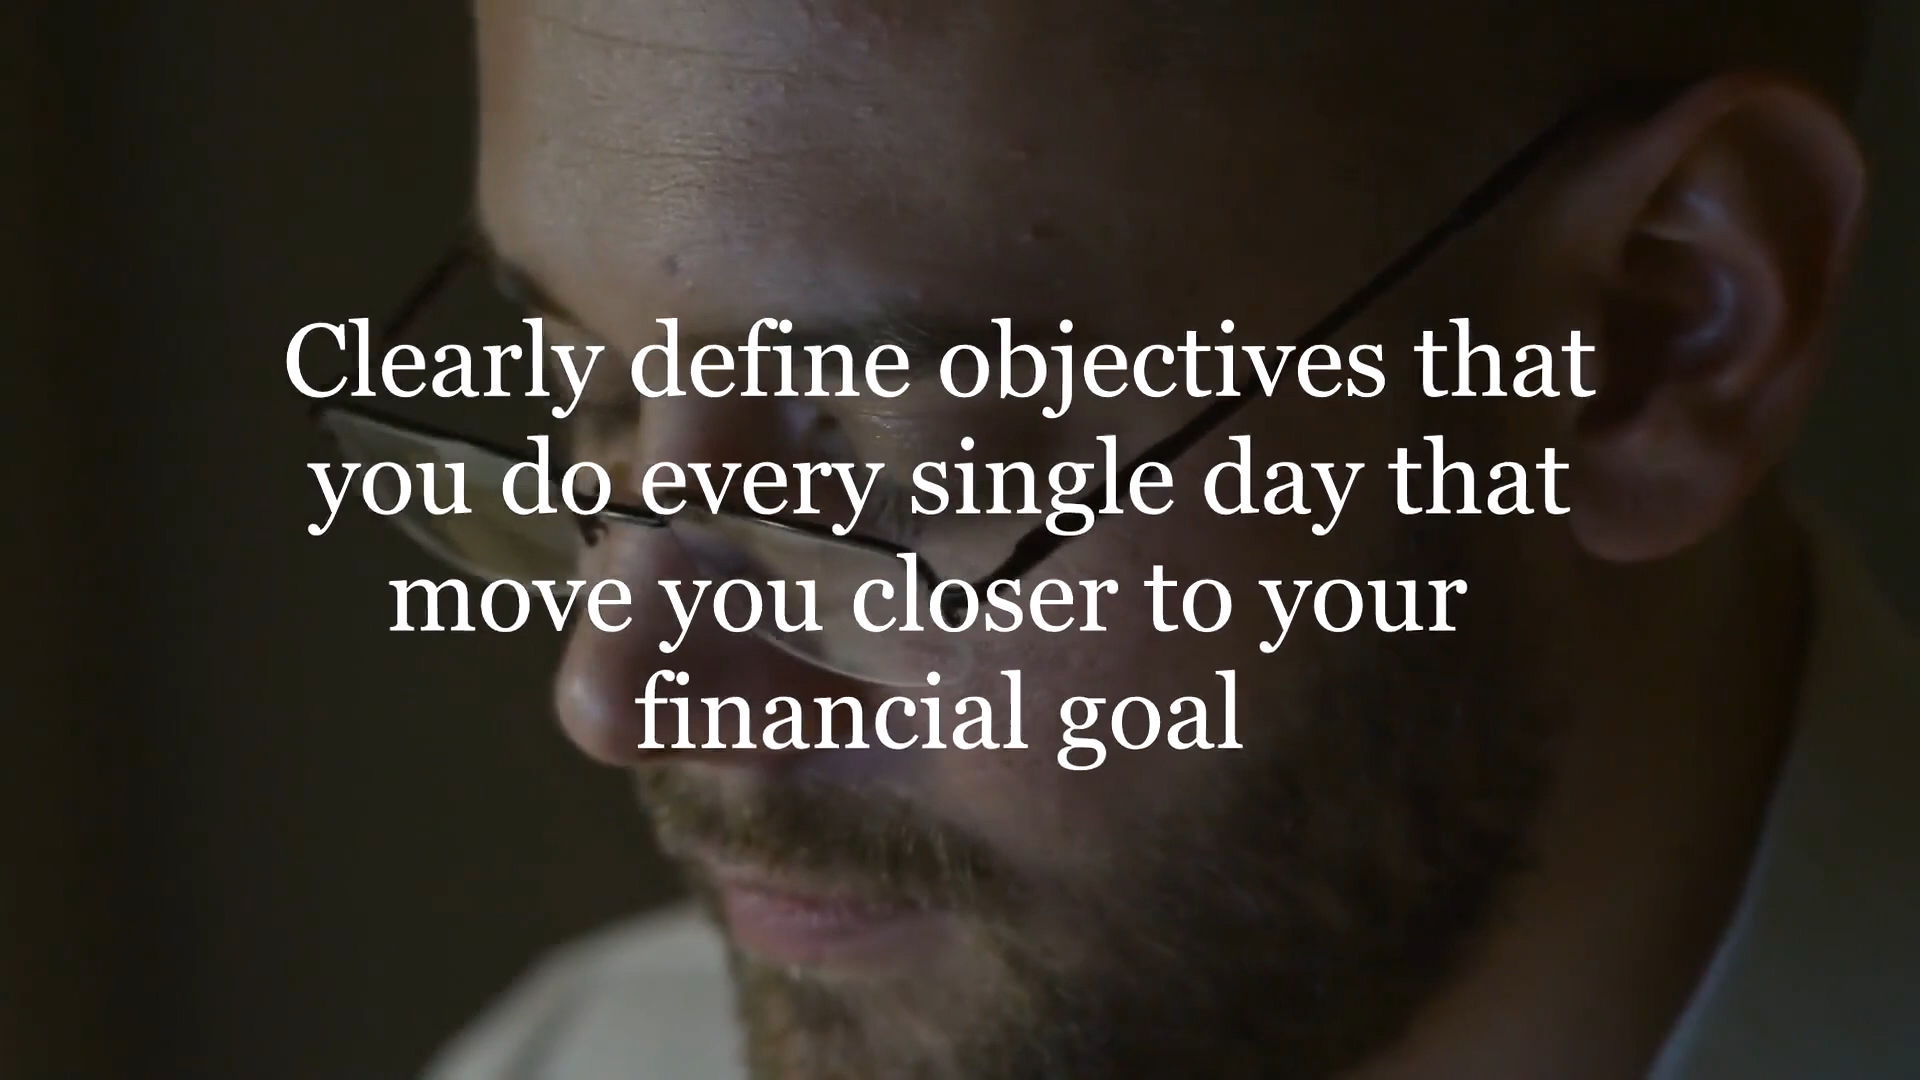 Clearly define objectives that
you do every single day that
move you closer to your
financial goal